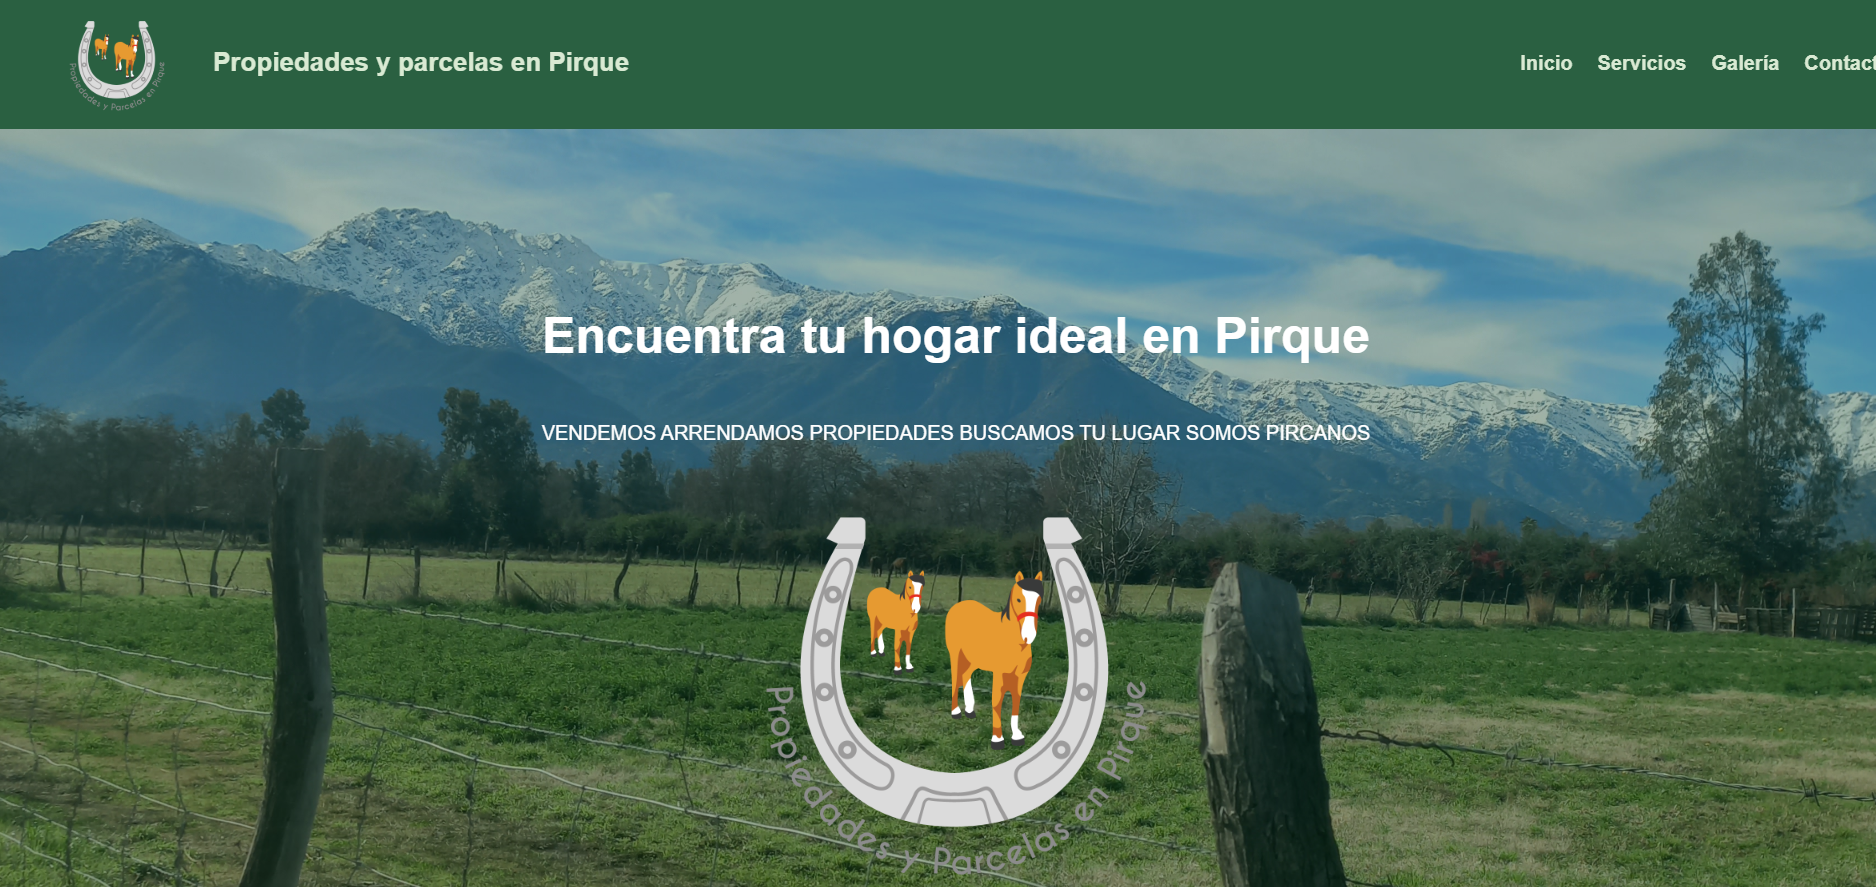 Propiedades y Parcelas en Pirque
Propiedades y parcelas en Pirque
Inicio Servicios Galería Contact
Encuentra tu hogar ideal en Pirque
VENDEMOS ARRENDAMOS PROPIEDADES BUSCAMOS TU LUGAR SOMOS PIRCANOS
Propiedades y Parcelas en Pirque